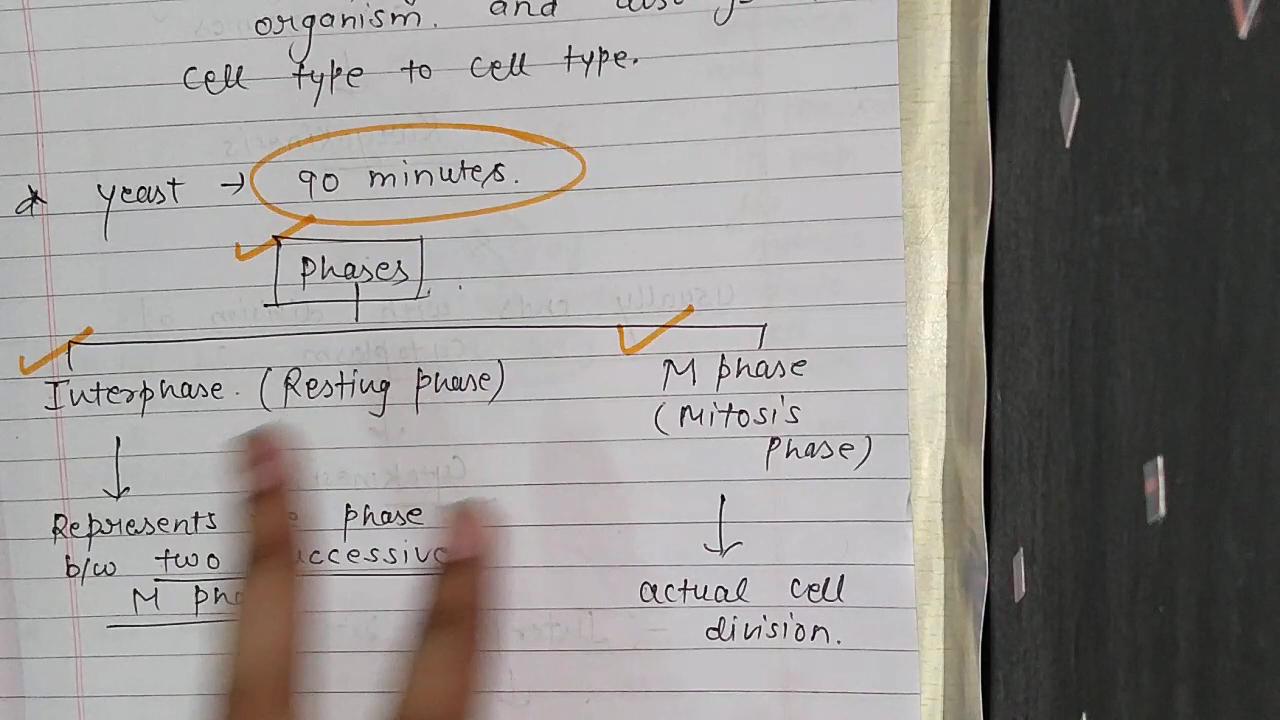 organism. and
cell type to cell type.
* yeast → 90 minutes.
Phases
Interphase. (Resting phase)
M phase
(Mitosis
Phase)
Represents phase
b/w two
M
actual cell
division.